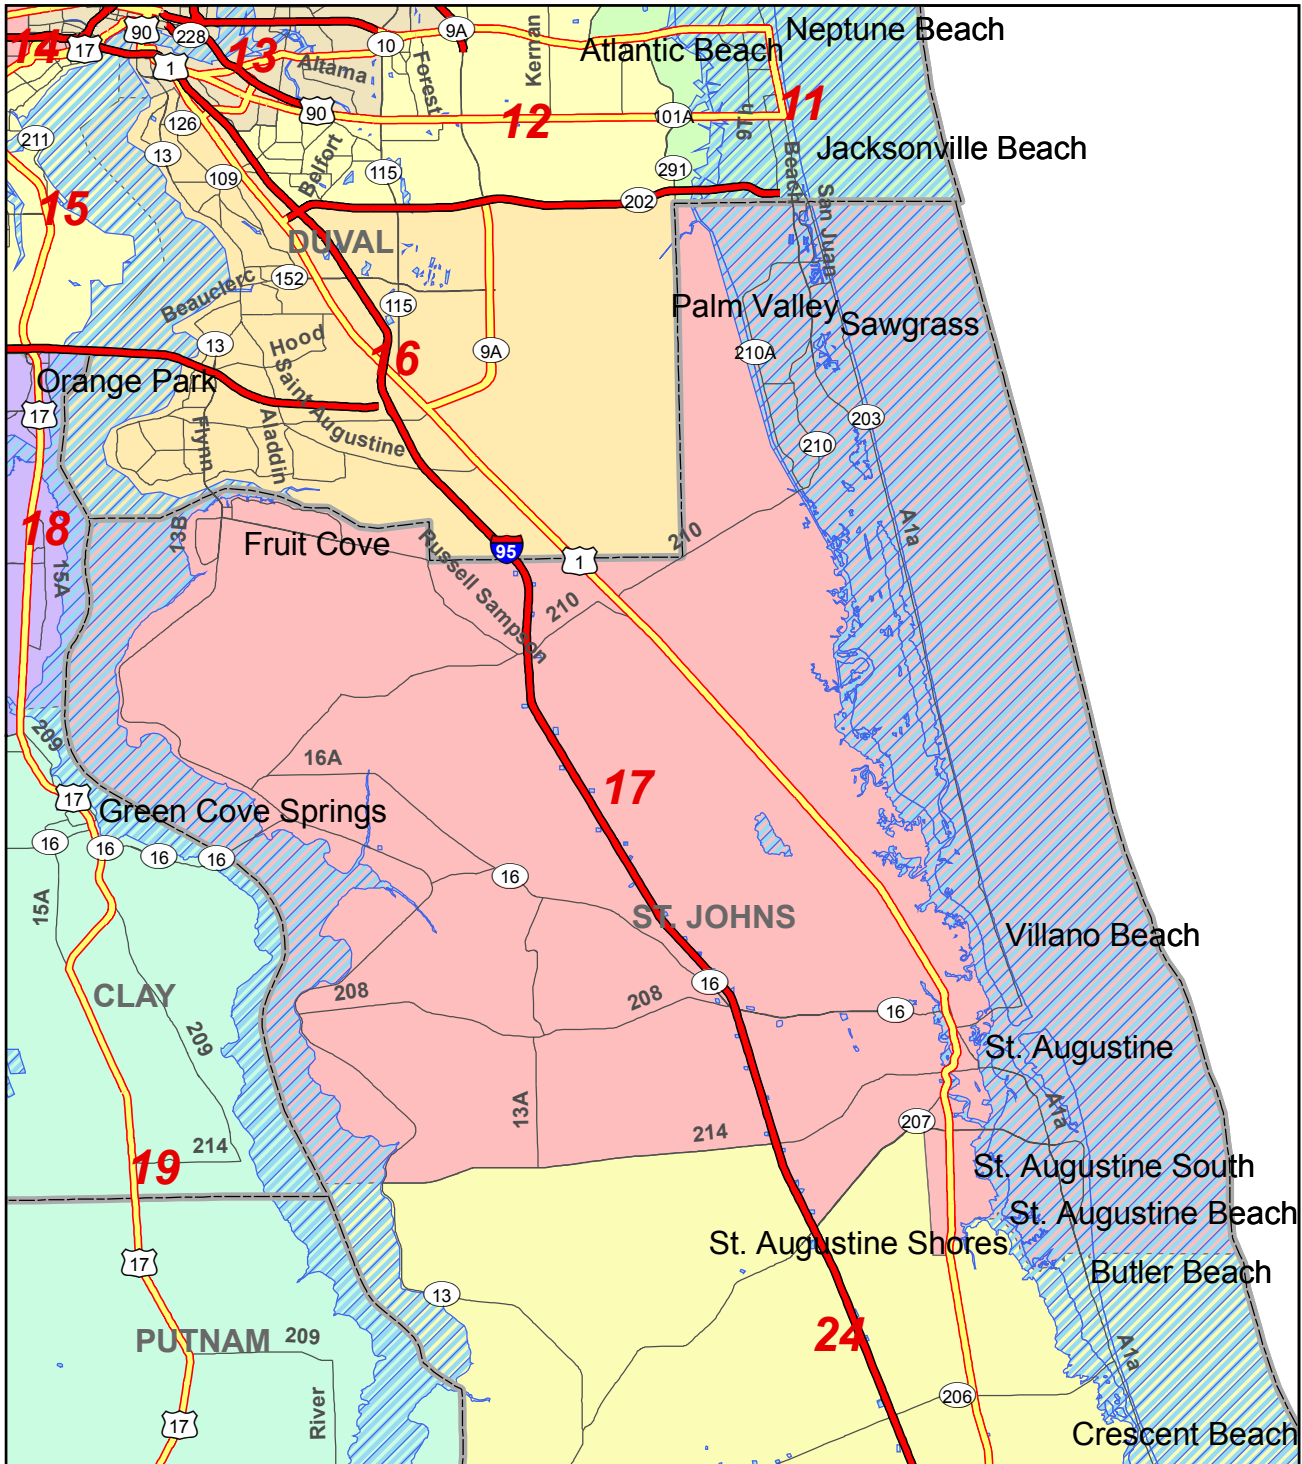 Neptune Beach
90
228
9A
Kernan
14
17
13
10
Atlantic Beach
1
Altama
Forest
90
12
101A
9Th
11
126
211
13
Belfort
115
291
Beach
Jacksonville Beach
109
15
202
San Juan
DUVAL
152
Beauclerc
115
Palm Valley
Sawgrass
13
Hood
16
9A
210A
Orange Park
17
Saint Augustine
Flynn
Aladdin
203
210
18
13B
Fruit Cove
Russell Sampson
95
1
210
A1a
15A
210
209
16A
17
17
Green Cove Springs
16
16
16
16
16
15A
ST. JOHNS
Villano Beach
CLAY
208
208
16
16
209
St. Augustine
13A
A1a
214
214
207
19
St. Augustine South
St. Augustine Beach
St. Augustine Shores
17
Butler Beach
13
PUTNAM
209
24
A1a
River
206
17
Crescent Beach